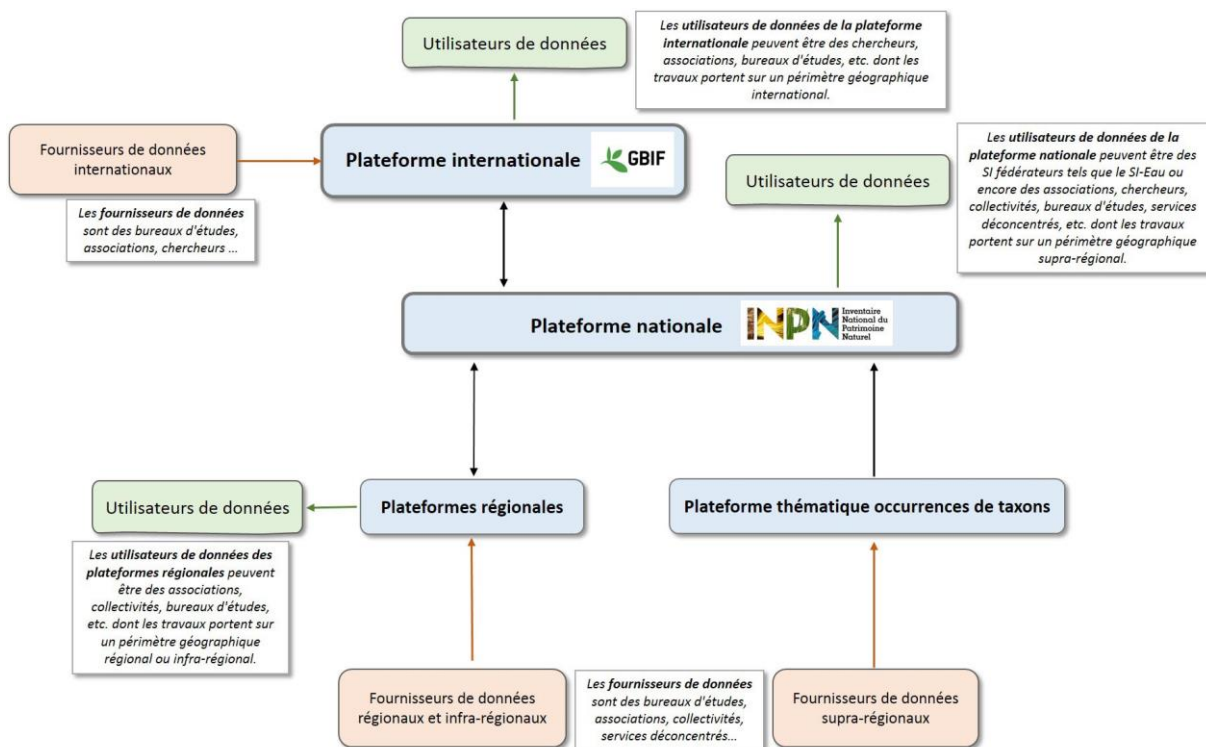 Utilisateurs de données
Les utilisateurs de données de la plateforme
internationale peuvent être des chercheurs,
associations, bureaux d'études, etc. dont les
travaux portent sur un périmètre géographique
international.
Fournisseurs de données
internationaux
Plateforme internationale
GBIF
Les fournisseurs de données
sont des bureaux d'études,
associations, chercheurs ...
Utilisateurs de données
Les utilisateurs de données de la
plateforme nationale peuvent être des
SI fédérateurs tels que le SI-Eau ou
encore des associations, chercheurs,
collectivités, bureaux d'études, services
déconcentrés, etc. dont les travaux
portent sur un périmètre géographique
supra-régional.
Plateforme nationale
INPN
Inventaire
National du
Patrimoine
Naturel
Utilisateurs de données
Plateformes régionales
Plateforme thématique occurrences de taxons
Les utilisateurs de données des
plateformes régionales peuvent
être des associations,
collectivités, bureaux d'études,
etc. dont les travaux portent sur
un périmètre géographique
régional ou infra-régional.
Fournisseurs de données
régionaux et infra-régionaux
Les fournisseurs de données
sont des bureaux d'études,
associations, collectivités,
services déconcentrés...
Fournisseurs de données
supra-régionaux